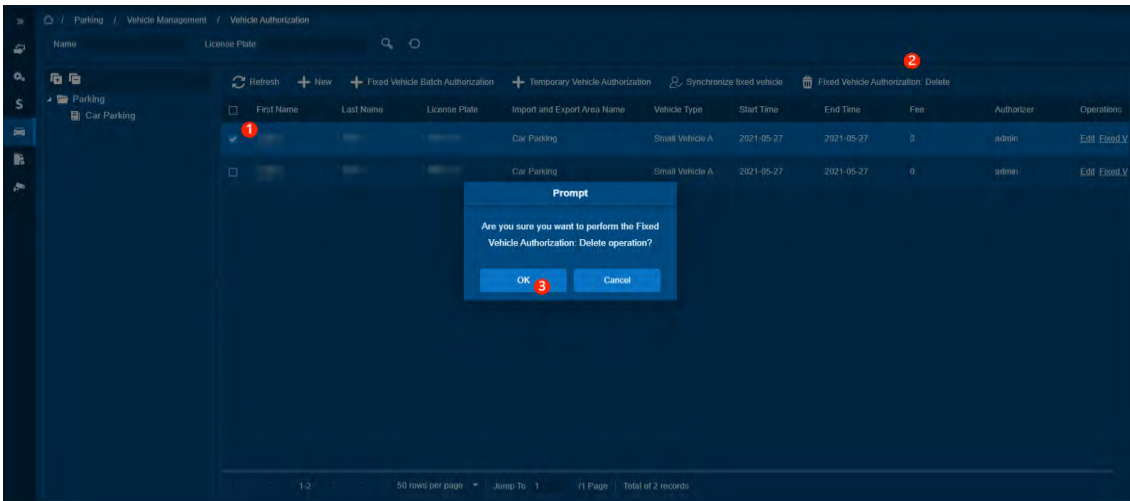 / Parking / Vehicle Management / Vehicle Authorization
Name License Plate
2
Refresh New Fixed Vehicle Batch Authorization Temporary Vehicle Authorization Synchronize fixed vehicle Fixed Vehicle Authorization: Delete
Parking
Car Parking
First Name Last Name License Plate Import and Export Area Name Vehicle Type Start Time End Time Fee Authorizer Operations
1
Car Parking Small Vehicle A 2021-05-27 2021-05-27 0 admin Edit Fixed V
Car Parking Small Vehicle A 2021-05-27 2021-05-27 0 admin Edit Fixed V
Prompt
Are you sure you want to perform the Fixed
Vehicle Authorization: Delete operation?
OK 3 Cancel
1-2 50 rows per page Jump To 1 /1 Page Total of 2 records